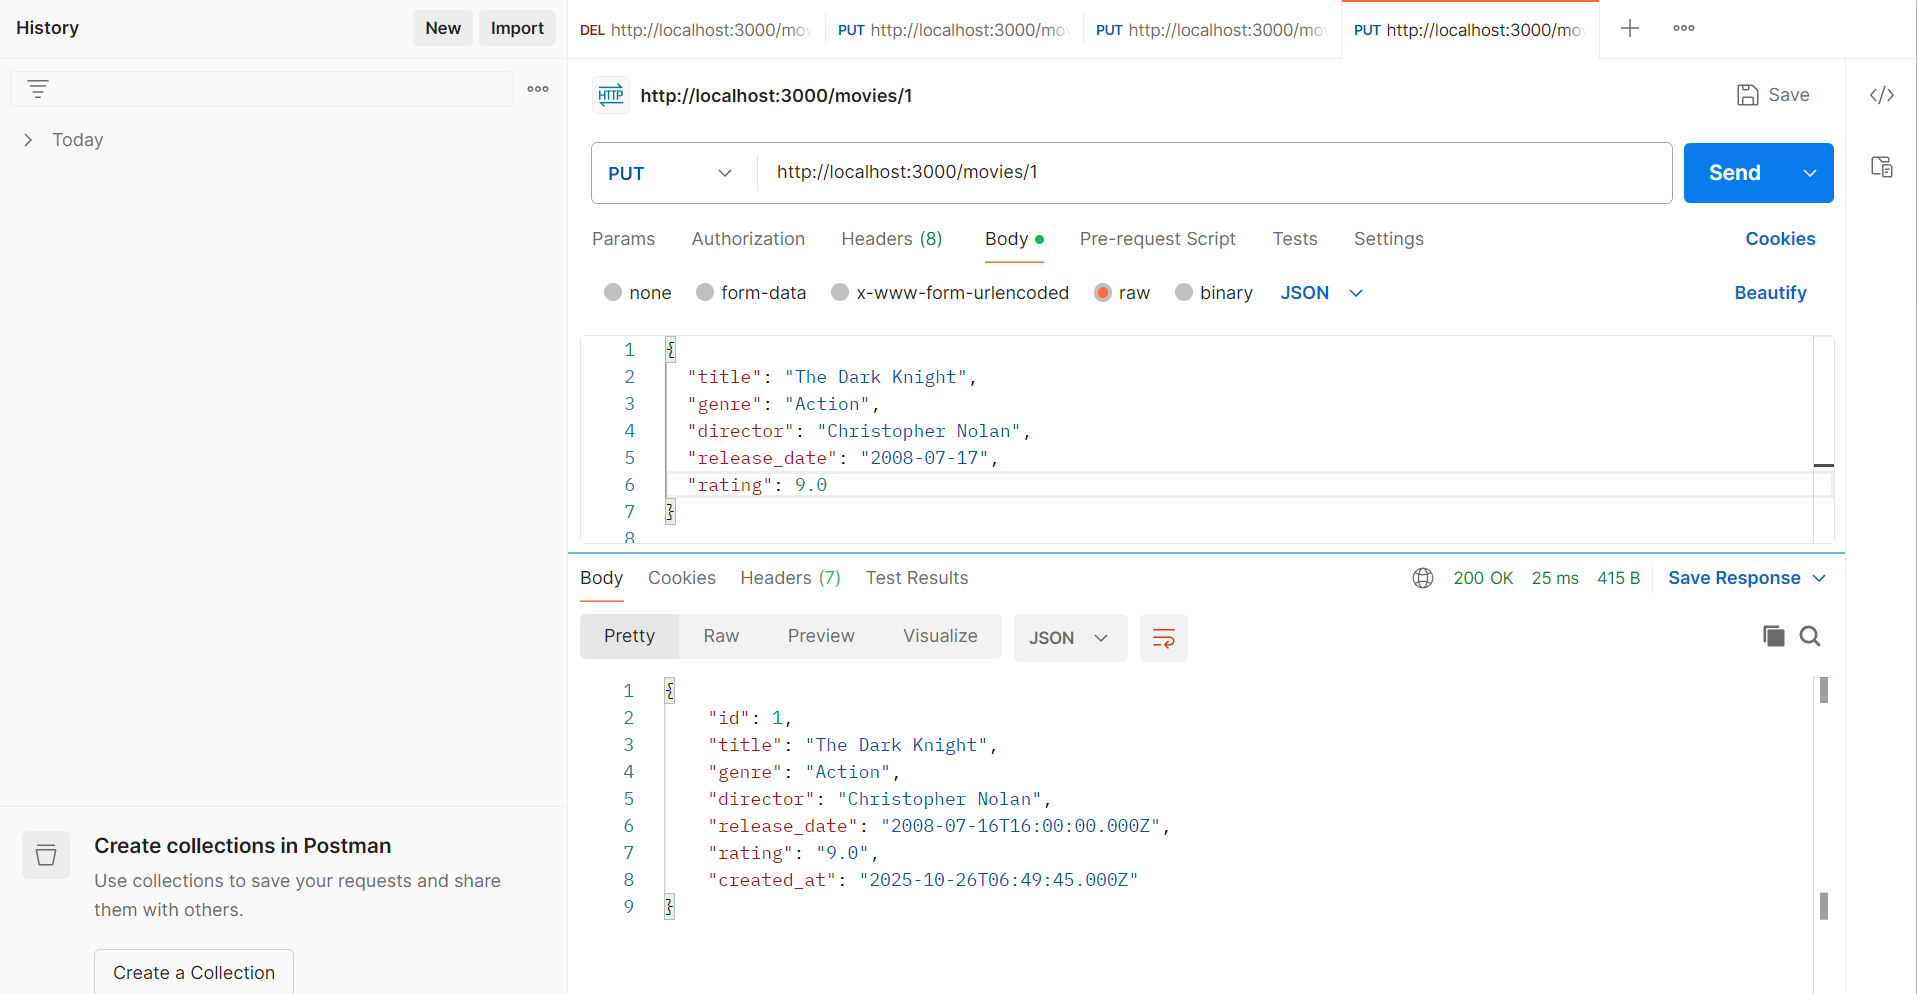 History
New
Import
DEL http://localhost:3000/mov
PUT http://localhost:3000/mo
PUT http://localhost:3000/mo
PUT http://localhost:3000/mo
Today
HTTP http://localhost:3000/movies/1
Save
PUT
http://localhost:3000/movies/1
Send
Params
Authorization
Headers (8)
Body
Pre-request Script
Tests
Settings
Cookies
none
form-data
x-www-form-urlencoded
raw
binary
JSON
Beautify
1 {
2 "title": "The Dark Knight",
3 "genre": "Action",
4 "director": "Christopher Nolan",
5 "release_date": "2008-07-17",
6 "rating": 9.0
7 }
8
Body
Cookies
Headers (7)
Test Results
200 OK
25 ms
415 B
Save Response
Pretty
Raw
Preview
Visualize
JSON
1 {
2 "id": 1,
3 "title": "The Dark Knight",
4 "genre": "Action",
5 "director": "Christopher Nolan",
6 "release_date": "2008-07-16T16:00:00.000Z",
7 "rating": "9.0",
8 "created_at": "2025-10-26T06:49:45.000Z"
9 }
Create collections in Postman
Use collections to save your requests and share
them with others.
Create a Collection